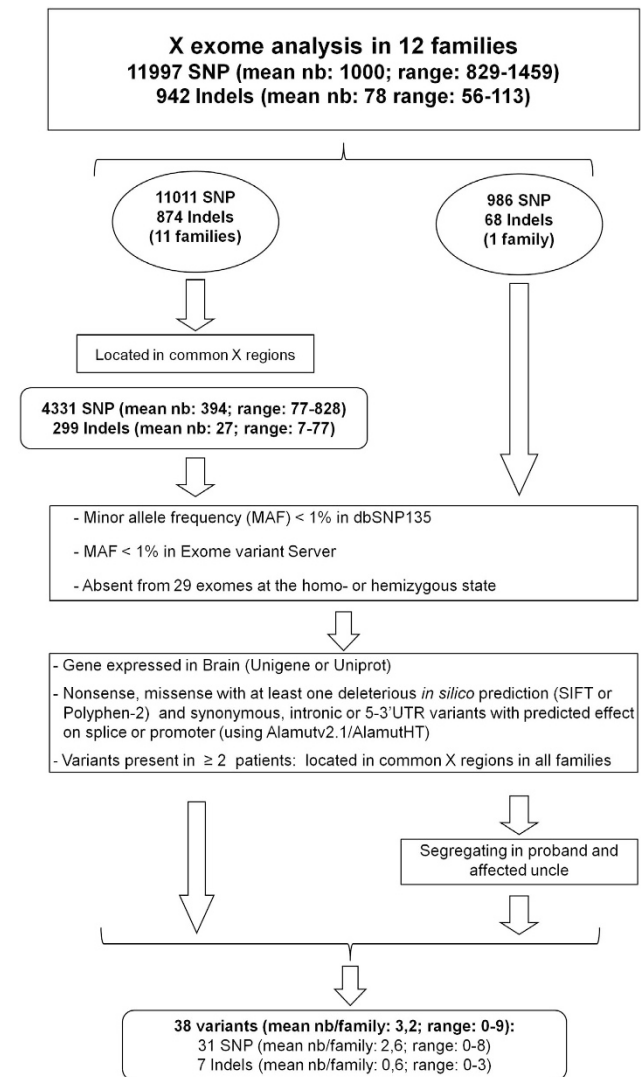 X exome analysis in 12 families
11997 SNP (mean nb: 1000; range: 829-1459)
942 Indels (mean nb: 78 range: 56-113)
11011 SNP
874 Indels
(11 families)
986 SNP
68 Indels
(1 family)
Located in common X regions
4331 SNP (mean nb: 394; range: 77-828)
299 Indels (mean nb: 27; range: 7-77)
- Minor allele frequency (MAF) < 1% in dbSNP135
- MAF < 1% in Exome variant Server
- Absent from 29 exomes at the homo- or hemizygous state
- Gene expressed in Brain (Unigene or Uniprot)
- Nonsense, missense with at least one deleterious in silico prediction (SIFT or
Polyphen-2) and synonymous, intronic or 5-3'UTR variants with predicted effect
on splice or promoter (using Alamutv2.1/AlamutHT)
- Variants present in ≥ 2 patients: located in common X regions in all families
Segregating in proband and
affected uncle
38 variants (mean nb/family: 3,2; range: 0-9):
31 SNP (mean nb/family: 2,6; range: 0-8)
7 Indels (mean nb/family: 0,6; range: 0-3)